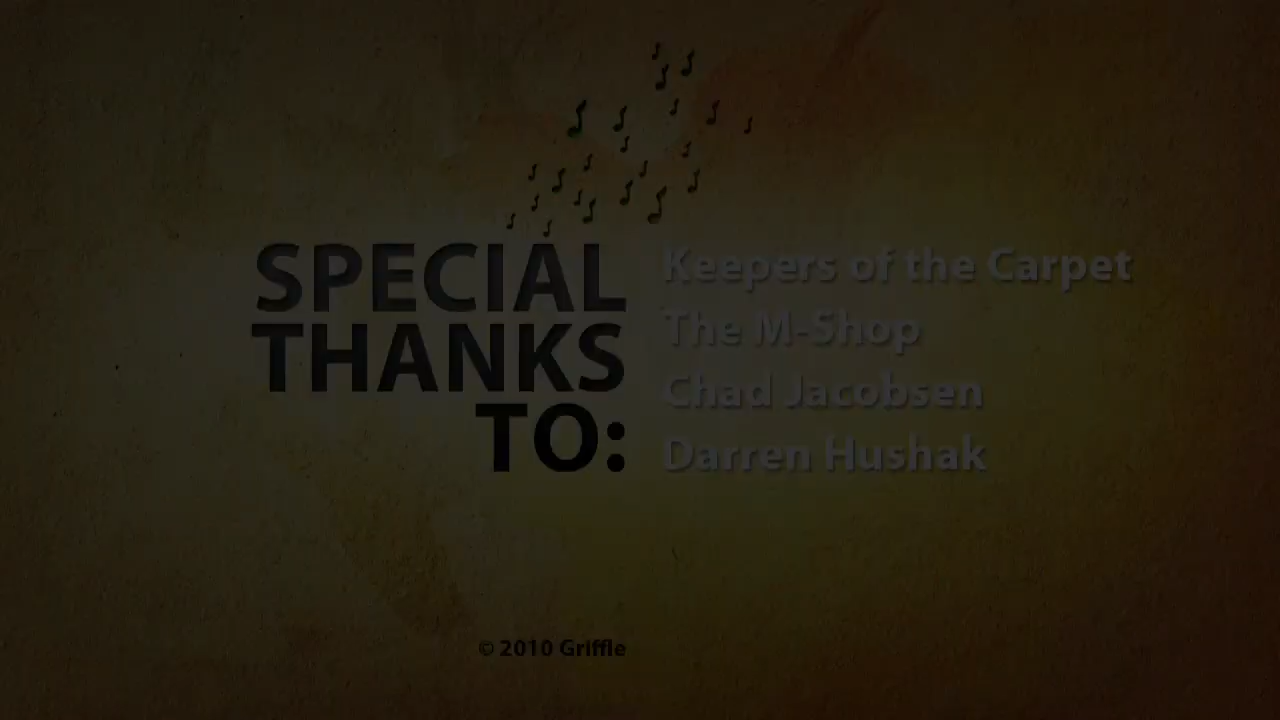 SPECIAL
THANKS
TO:
Keepers of the Carpet
The M-Shop
Chad Jacobsen
Darren Hushak
© 2010 Griffle